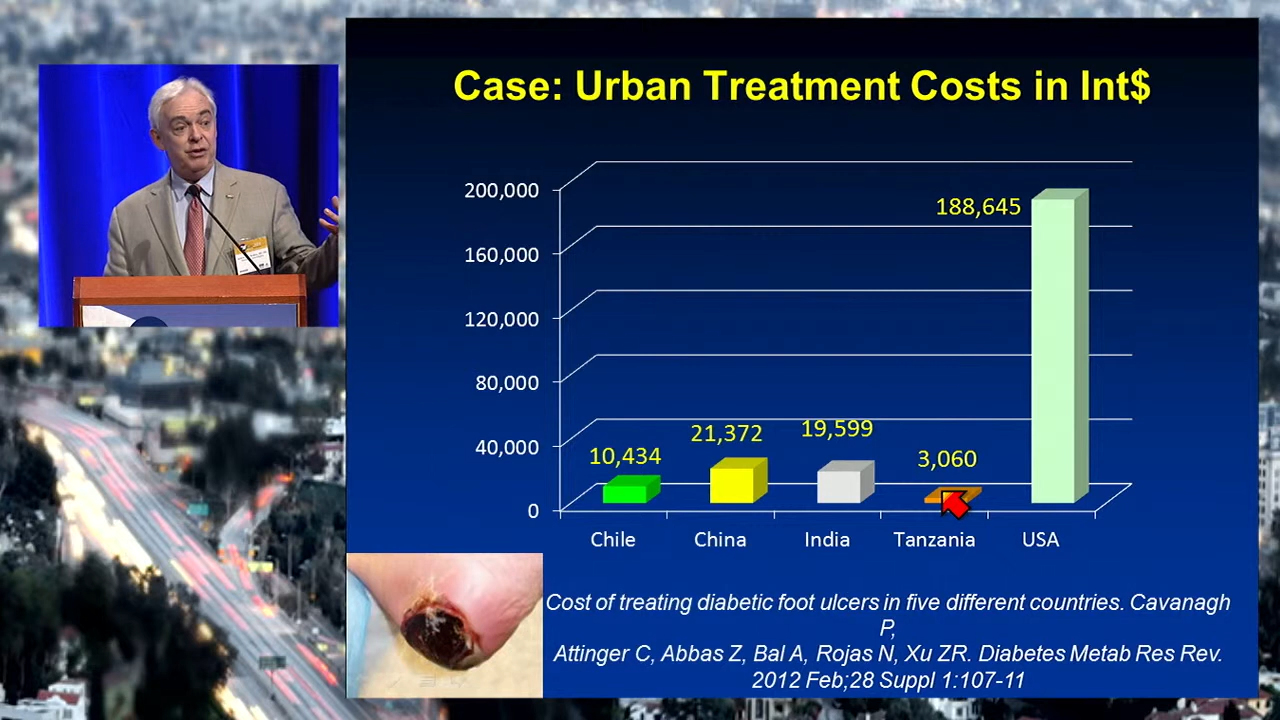 Case: Urban Treatment Costs in Int$
200,000
160,000
120,000
80,000
40,000
0
188,645
10,434
21,372
19,599
3,060
Chile
China
India
Tanzania
USA
Cost of treating diabetic foot ulcers in five different countries. Cavanagh
P,
Attinger C, Abbas Z, Bal A, Rojas N, Xu ZR. Diabetes Metab Res Rev.
2012 Feb;28 Suppl 1:107-11